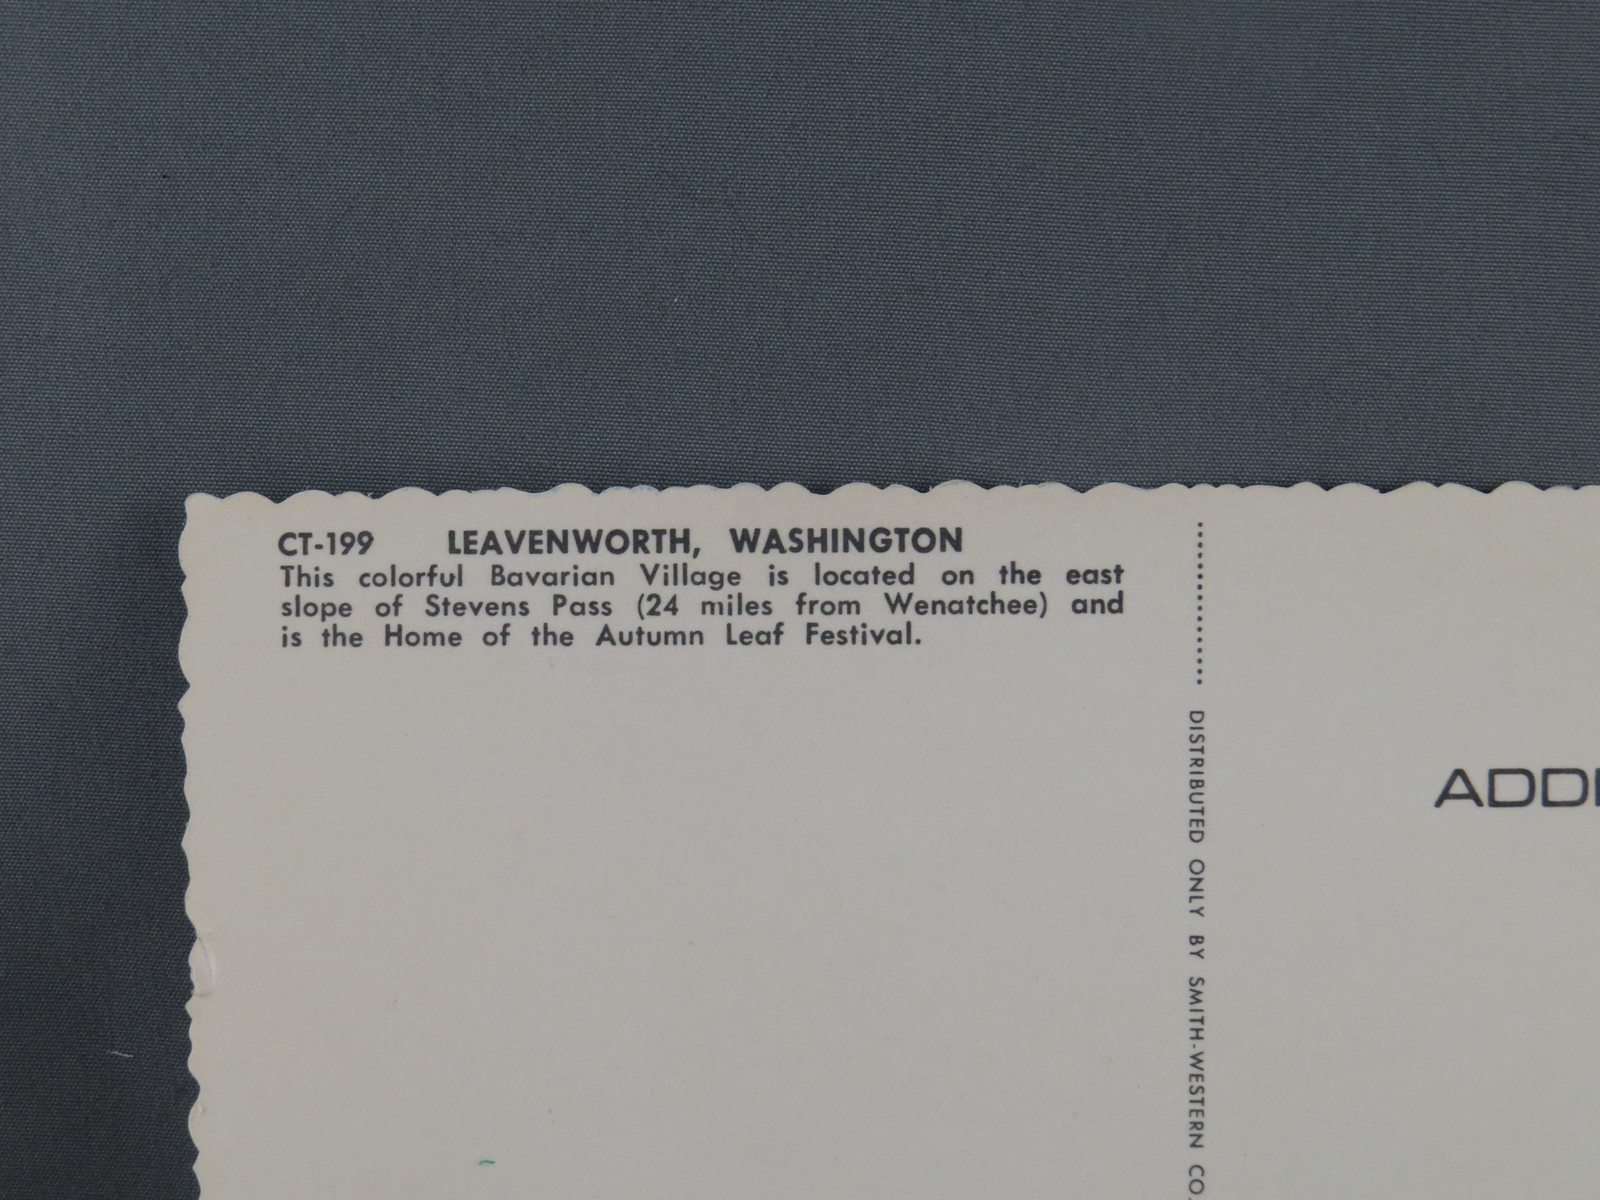 CT-199 LEAVENWORTH, WASHINGTON
This colorful Bavarian Village is located on the east
slope of Stevens Pass (24 miles from Wenatchee) and
is the Home of the Autumn Leaf Festival.
DISTRIBUTED ONLY BY SMITH-WESTERN CO.